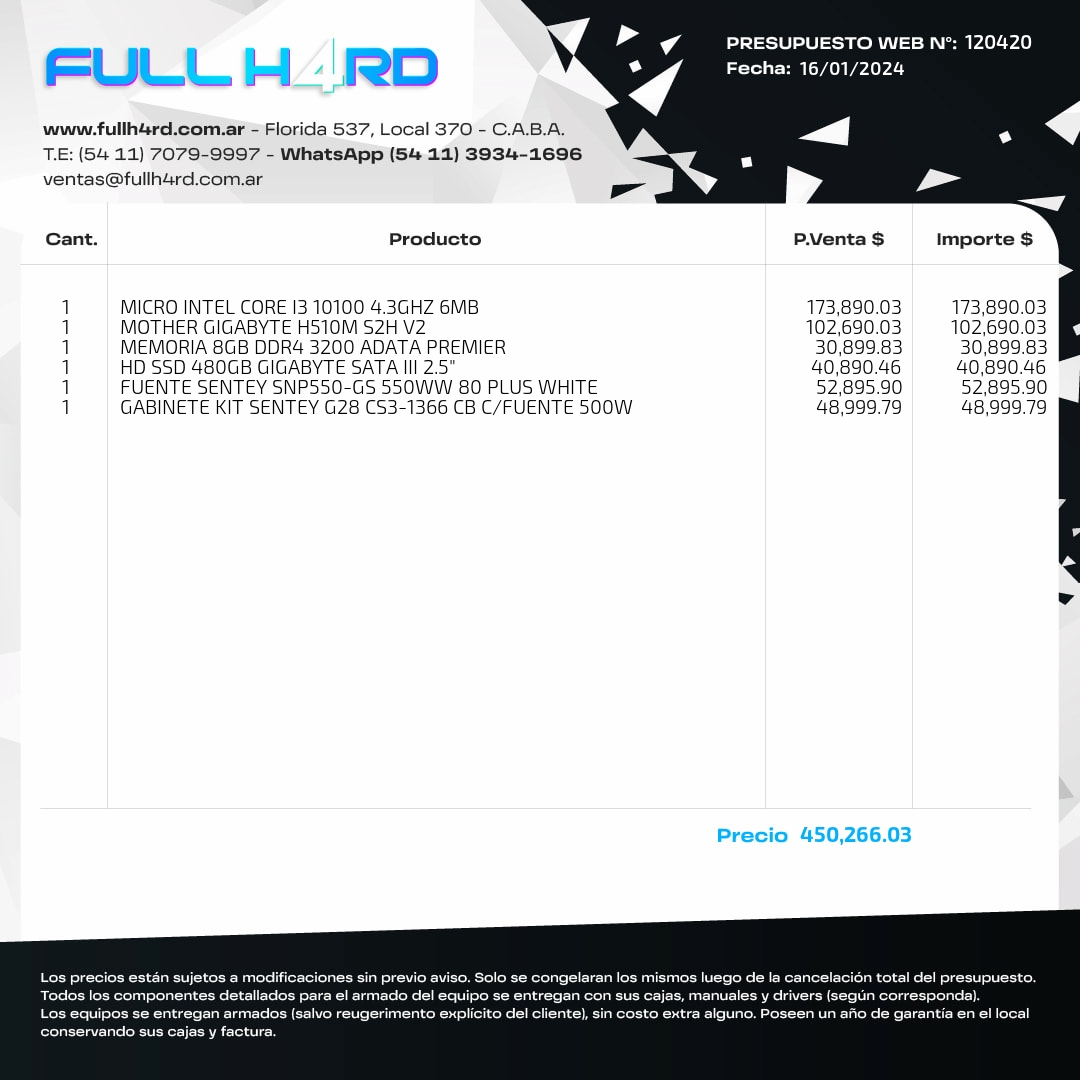 FULL H4RD
PRESUPUESTO WEB N°: 120420
Fecha: 16/01/2024
www.fullh4rd.com.ar - Florida 537, Local 370 - C.A.B.A.
T.E: (54 11) 7079-9997 - WhatsApp (54 11) 3934-1696
ventas@fullh4rd.com.ar
Cant. Producto P.Venta $ Importe $
1 MICRO INTEL CORE I3 10100 4.3GHZ 6MB 173,890.03 173,890.03
1 MOTHER GIGABYTE H510M S2H V2 102,690.03 102,690.03
1 MEMORIA 8GB DDR4 3200 ADATA PREMIER 30,899.83 30,899.83
1 HD SSD 480GB GIGABYTE SATA III 2.5" 40,890.46 40,890.46
1 FUENTE SENTEY SNP550-GS 550WW 80 PLUS WHITE 52,895.90 52,895.90
1 GABINETE KIT SENTEY G28 CS3-1366 CB C/FUENTE 500W 48,999.79 48,999.79
Precio 450,266.03
Los precios están sujetos a modificaciones sin previo aviso. Solo se congelaran los mismos luego de la cancelación total del presupuesto.
Todos los componentes detallados para el armado del equipo se entregan con sus cajas, manuales y drivers (según corresponda).
Los equipos se entregan armados (salvo reugerimento explícito del cliente), sin costo extra alguno. Poseen un año de garantía en el local
conservando sus cajas y factura.